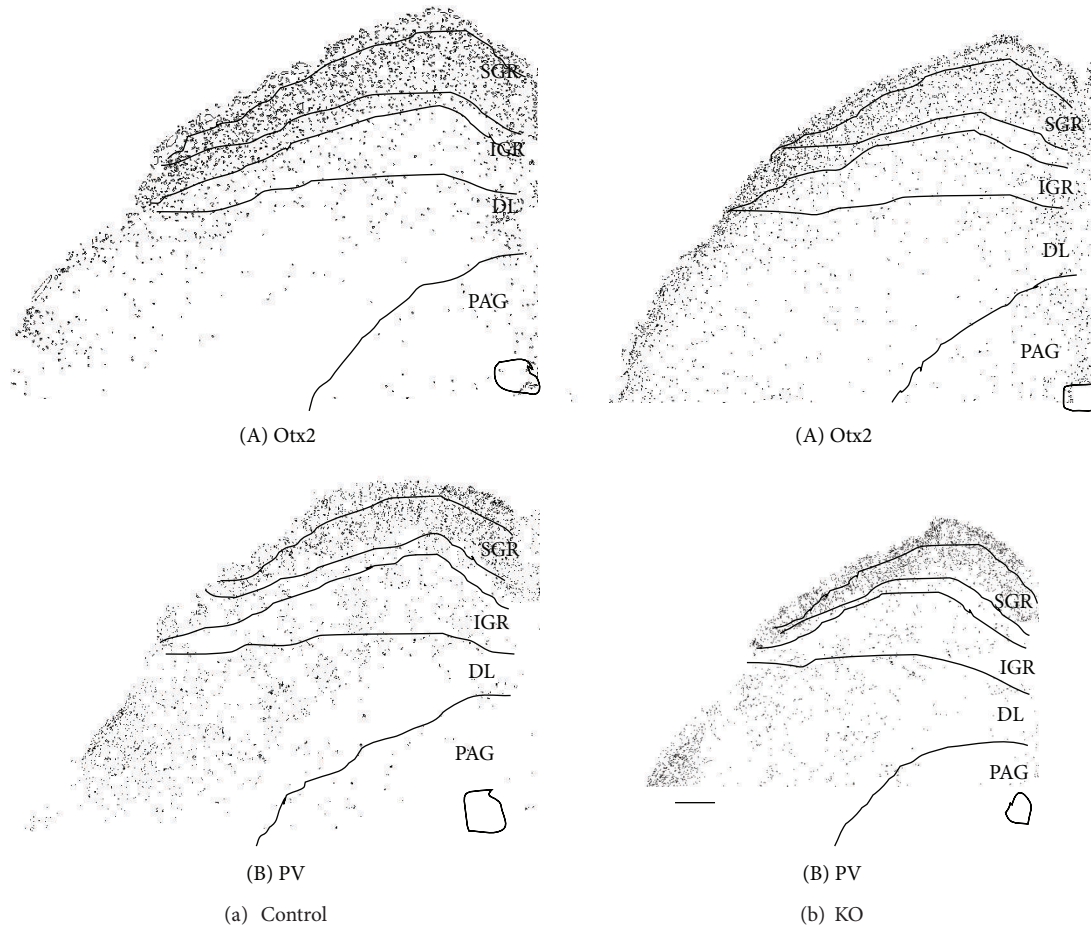 SGR
IGR
DL
PAG
(A) Otx2
SGR
IGR
DL
PAG
(A) Otx2
SGR
IGR
DL
PAG
(B) PV
(a) Control
SGR
IGR
DL
PAG
(B) PV
(b) KO